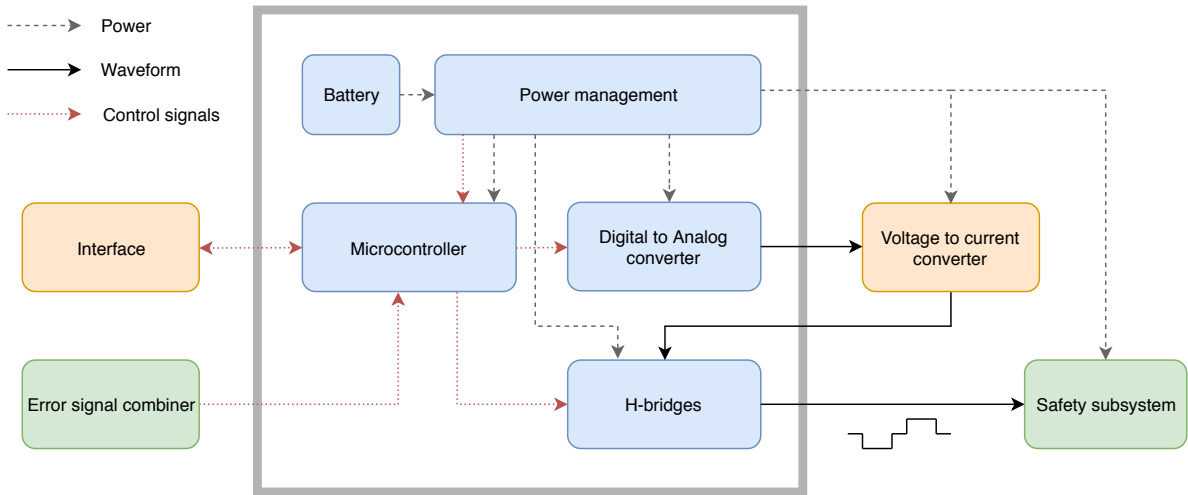 Power
Waveform
Control signals
Battery
Power management
Interface
Microcontroller
Digital to Analog
converter
Voltage to current
converter
Error signal combiner
H-bridges
Safety subsystem